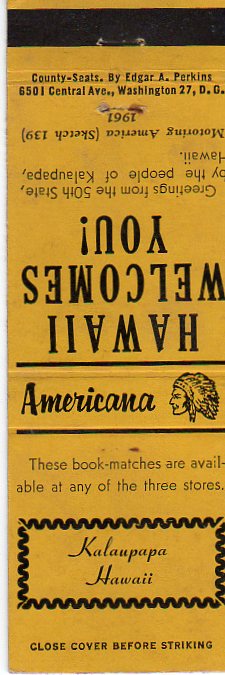 County-Seats. By Edgar A. Perkins
6501 Central Ave., Washington 27, D. C.
HAWAII
WELCOMES
YOU!
Greetings from the 50th State,
by the people of Kalaupapa,
Hawaii.
Motoring America (Sketch 139)
1961
Americana
These book-matches are avail-
able at any of the three stores.
Kalaupapa
Hawaii
CLOSE COVER BEFORE STRIKING